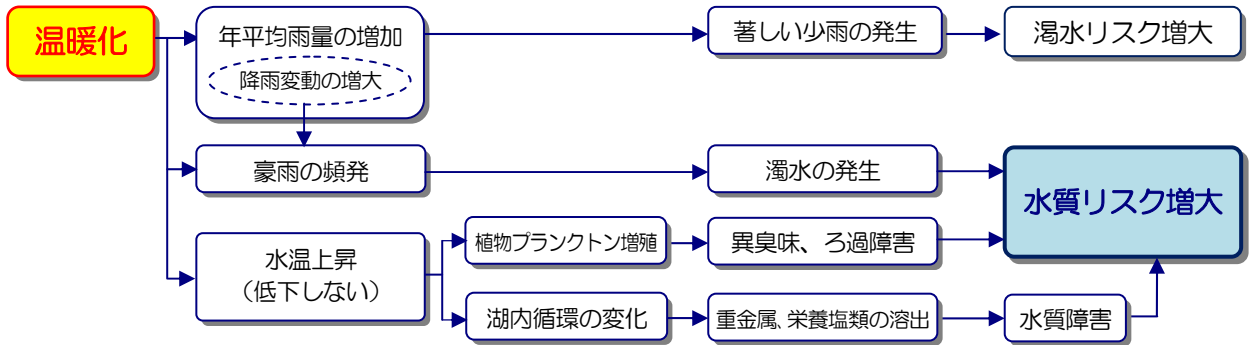 温暖化
年平均雨量の増加
降雨変動の増大
著しい少雨の発生
渇水リスク増大
豪雨の頻発
濁水の発生
水質リスク増大
水温上昇
（低下しない）
植物プランクトン増殖
異臭味、ろ過障害
湖内循環の変化
重金属、栄養塩類の溶出
水質障害